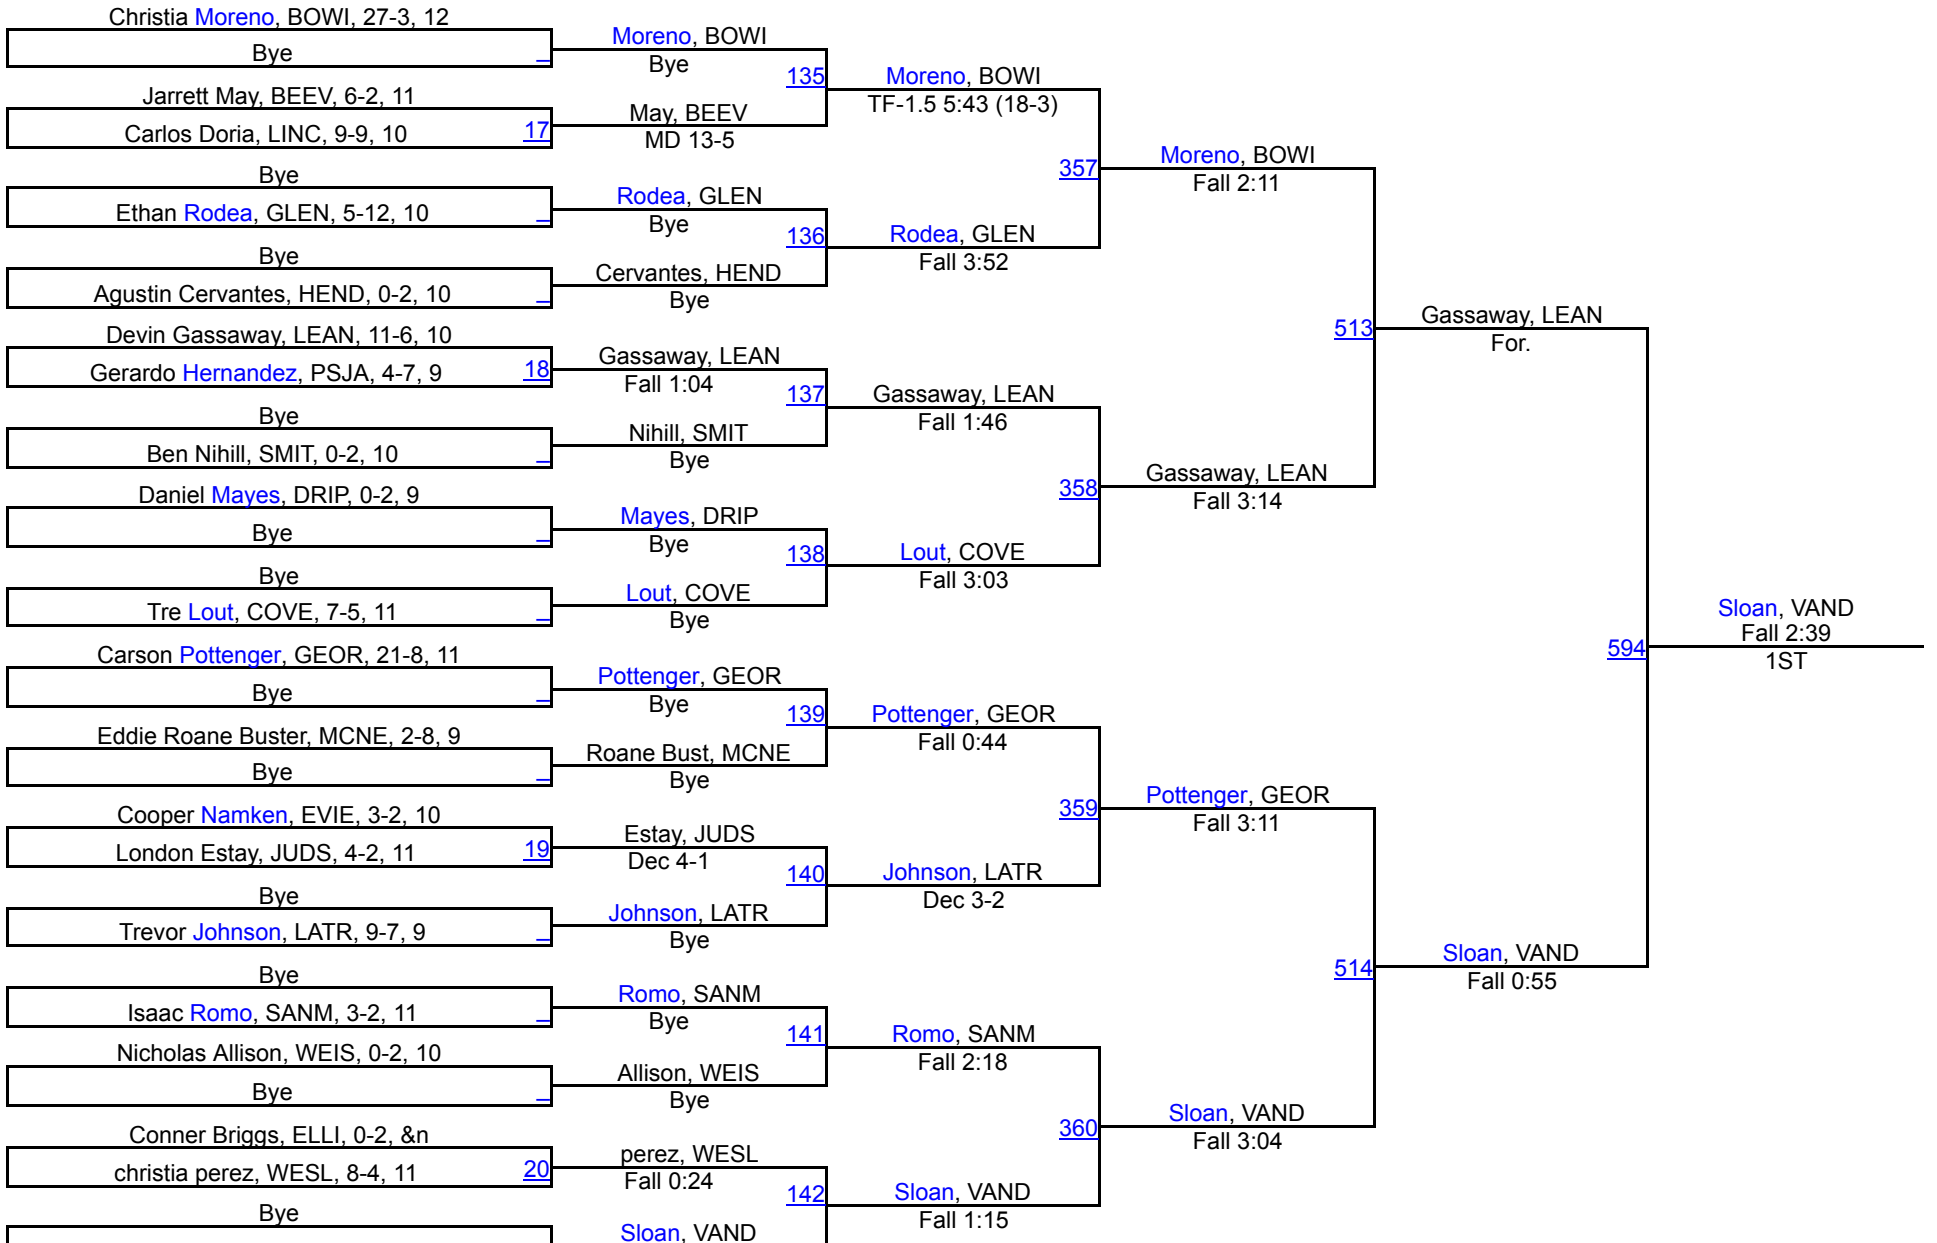 Christia Moreno, BOWI, 27-3, 12
Bye
Jarrett May, BEEV, 6-2, 11
Carlos Doria, LINC, 9-9, 10
17
Bye
Ethan Rodea, GLEN, 5-12, 10
Bye
Agustin Cervantes, HEND, 0-2, 10
Devin Gassaway, LEAN, 11-6, 10
Gerardo Hernandez, PSJA, 4-7, 9
18
Bye
Ben Nihill, SMIT, 0-2, 10
Daniel Mayes, DRIP, 0-2, 9
Bye
Bye
Tre Lout, COVE, 7-5, 11
Carson Pottenger, GEOR, 21-8, 11
Bye
Eddie Roane Buster, MCNE, 2-8, 9
Bye
Cooper Namken, EVIE, 3-2, 10
London Estay, JUDS, 4-2, 11
19
Bye
Trevor Johnson, LATR, 9-7, 9
Bye
Isaac Romo, SANM, 3-2, 11
Nicholas Allison, WEIS, 0-2, 10
Bye
Conner Briggs, ELLI, 0-2, &n
christia perez, WESL, 8-4, 11
20
Bye
Moreno, BOWI
Bye
135
May, BEEV
MD 13-5
Rodea, GLEN
Bye
136
Cervantes, HEND
Bye
Gassaway, LEAN
Fall 1:04
137
Nihill, SMIT
Bye
Mayes, DRIP
Bye
138
Lout, COVE
Bye
Pottenger, GEOR
Bye
139
Roane Bust, MCNE
Bye
Estay, JUDS
Dec 4-1
140
Johnson, LATR
Bye
Romo, SANM
Bye
141
Allison, WEIS
Bye
perez, WESL
Fall 0:24
142
Sloan, VAND
Moreno, BOWI
TF-1.5 5:43 (18-3)
357
Rodea, GLEN
Fall 3:52
Gassaway, LEAN
Fall 1:46
358
Lout, COVE
Fall 3:03
Pottenger, GEOR
Fall 0:44
359
Johnson, LATR
Dec 3-2
Romo, SANM
Fall 2:18
360
Sloan, VAND
Fall 1:15
Moreno, BOWI
Fall 2:11
513
Gassaway, LEAN
Fall 3:14
Pottenger, GEOR
Fall 3:11
514
Sloan, VAND
Fall 3:04
Gassaway, LEAN
For.
594
Sloan, VAND
Fall 0:55
Sloan, VAND
Fall 2:39
1ST